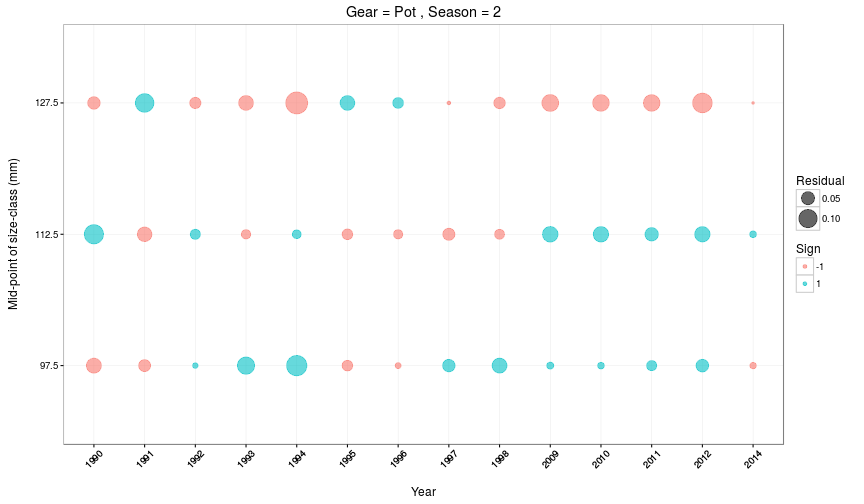 Gear = Pot , Season = 2
Mid-point of size-class (mm)
127.5
112.5
97.5
1990 1991 1992 1993 1994 1995 1996 1997 1998 2009 2010 2011 2012 2014
Year
Residual
0.05
0.10
Sign
-1
1